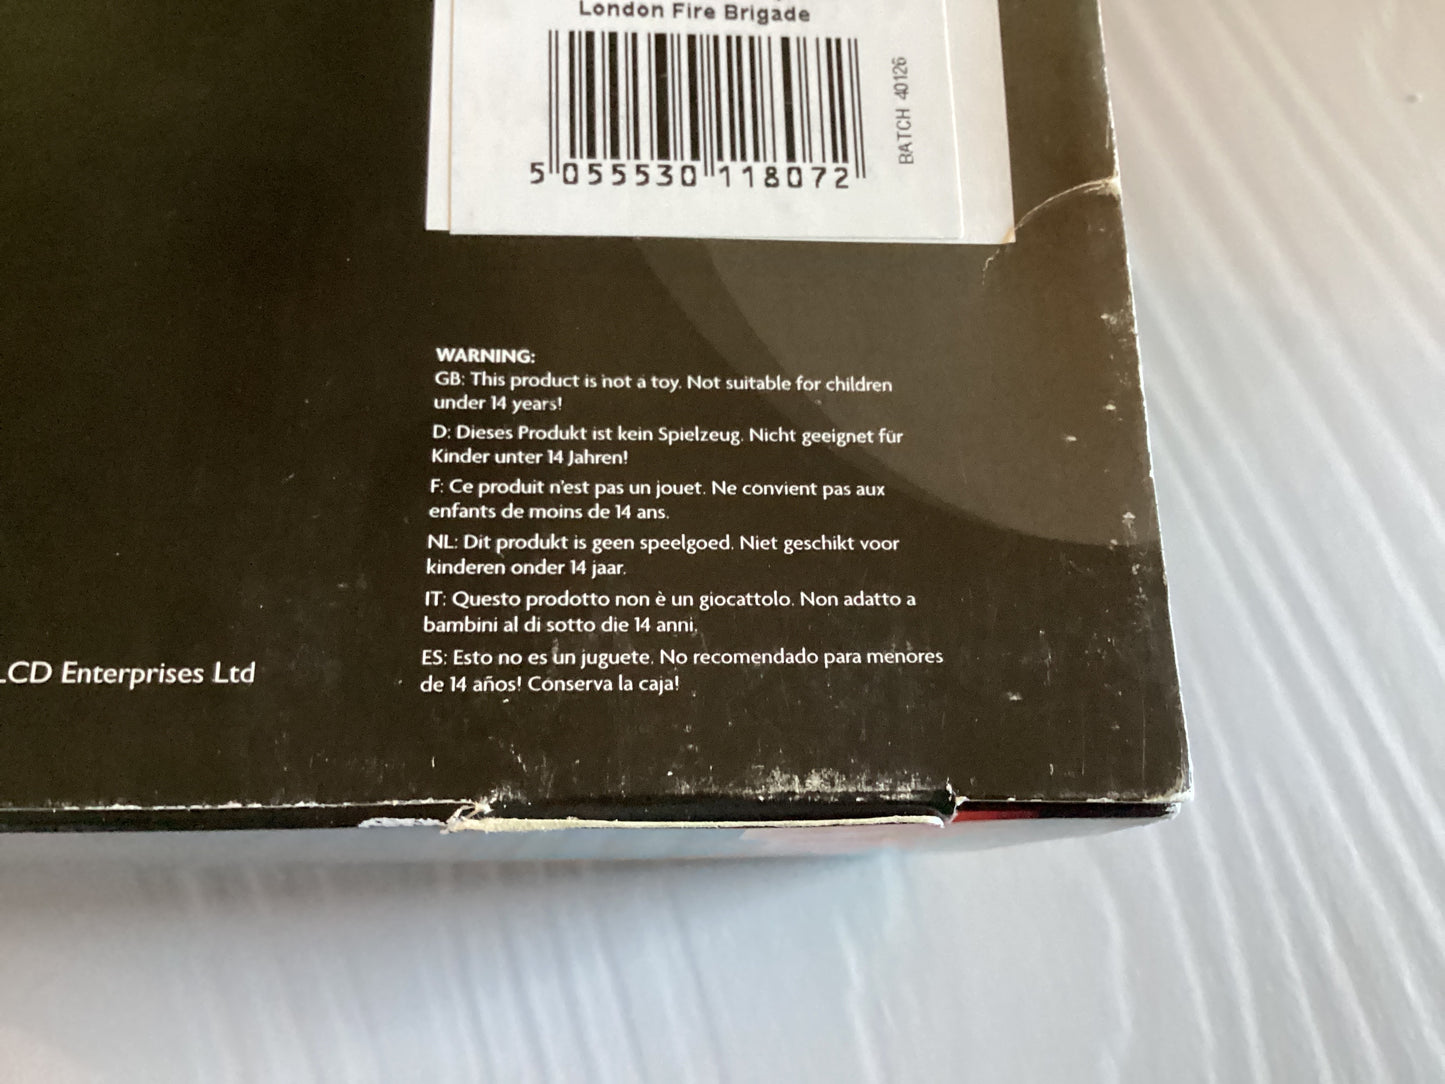 London Fire Brigade
5 055530 118072
BATCH 40126
WARNING:
GB: This product is not a toy. Not suitable for children
under 14 years!
D: Dieses Produkt ist kein Spielzeug. Nicht geeignet für
Kinder unter 14 Jahren!
F: Ce produit n'est pas un jouet. Ne convient pas aux
enfants de moins de 14 ans.
NL: Dit produkt is geen speelgoed. Niet geschikt voor
kinderen onder 14 jaar.
IT: Questo prodotto non è un giocattolo. Non adatto a
bambini al di sotto die 14 anni.
ES: Esto no es un juguete. No recomendado para menores
de 14 años! Conserva la caja!
LCD Enterprises Ltd